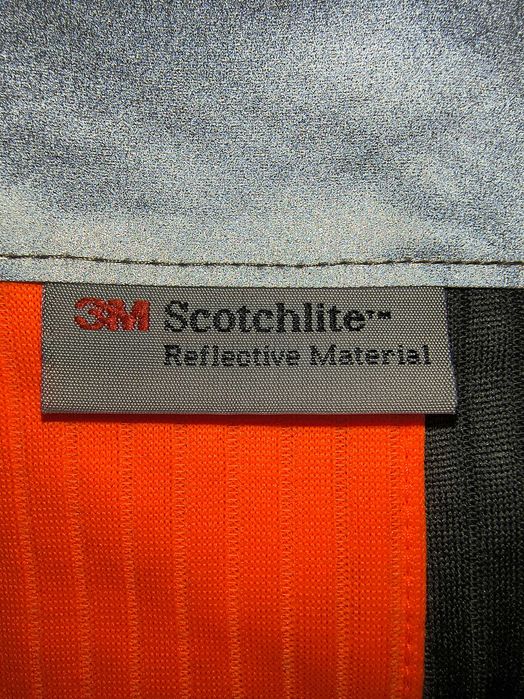 3M Scotchlite™
Reflective Material